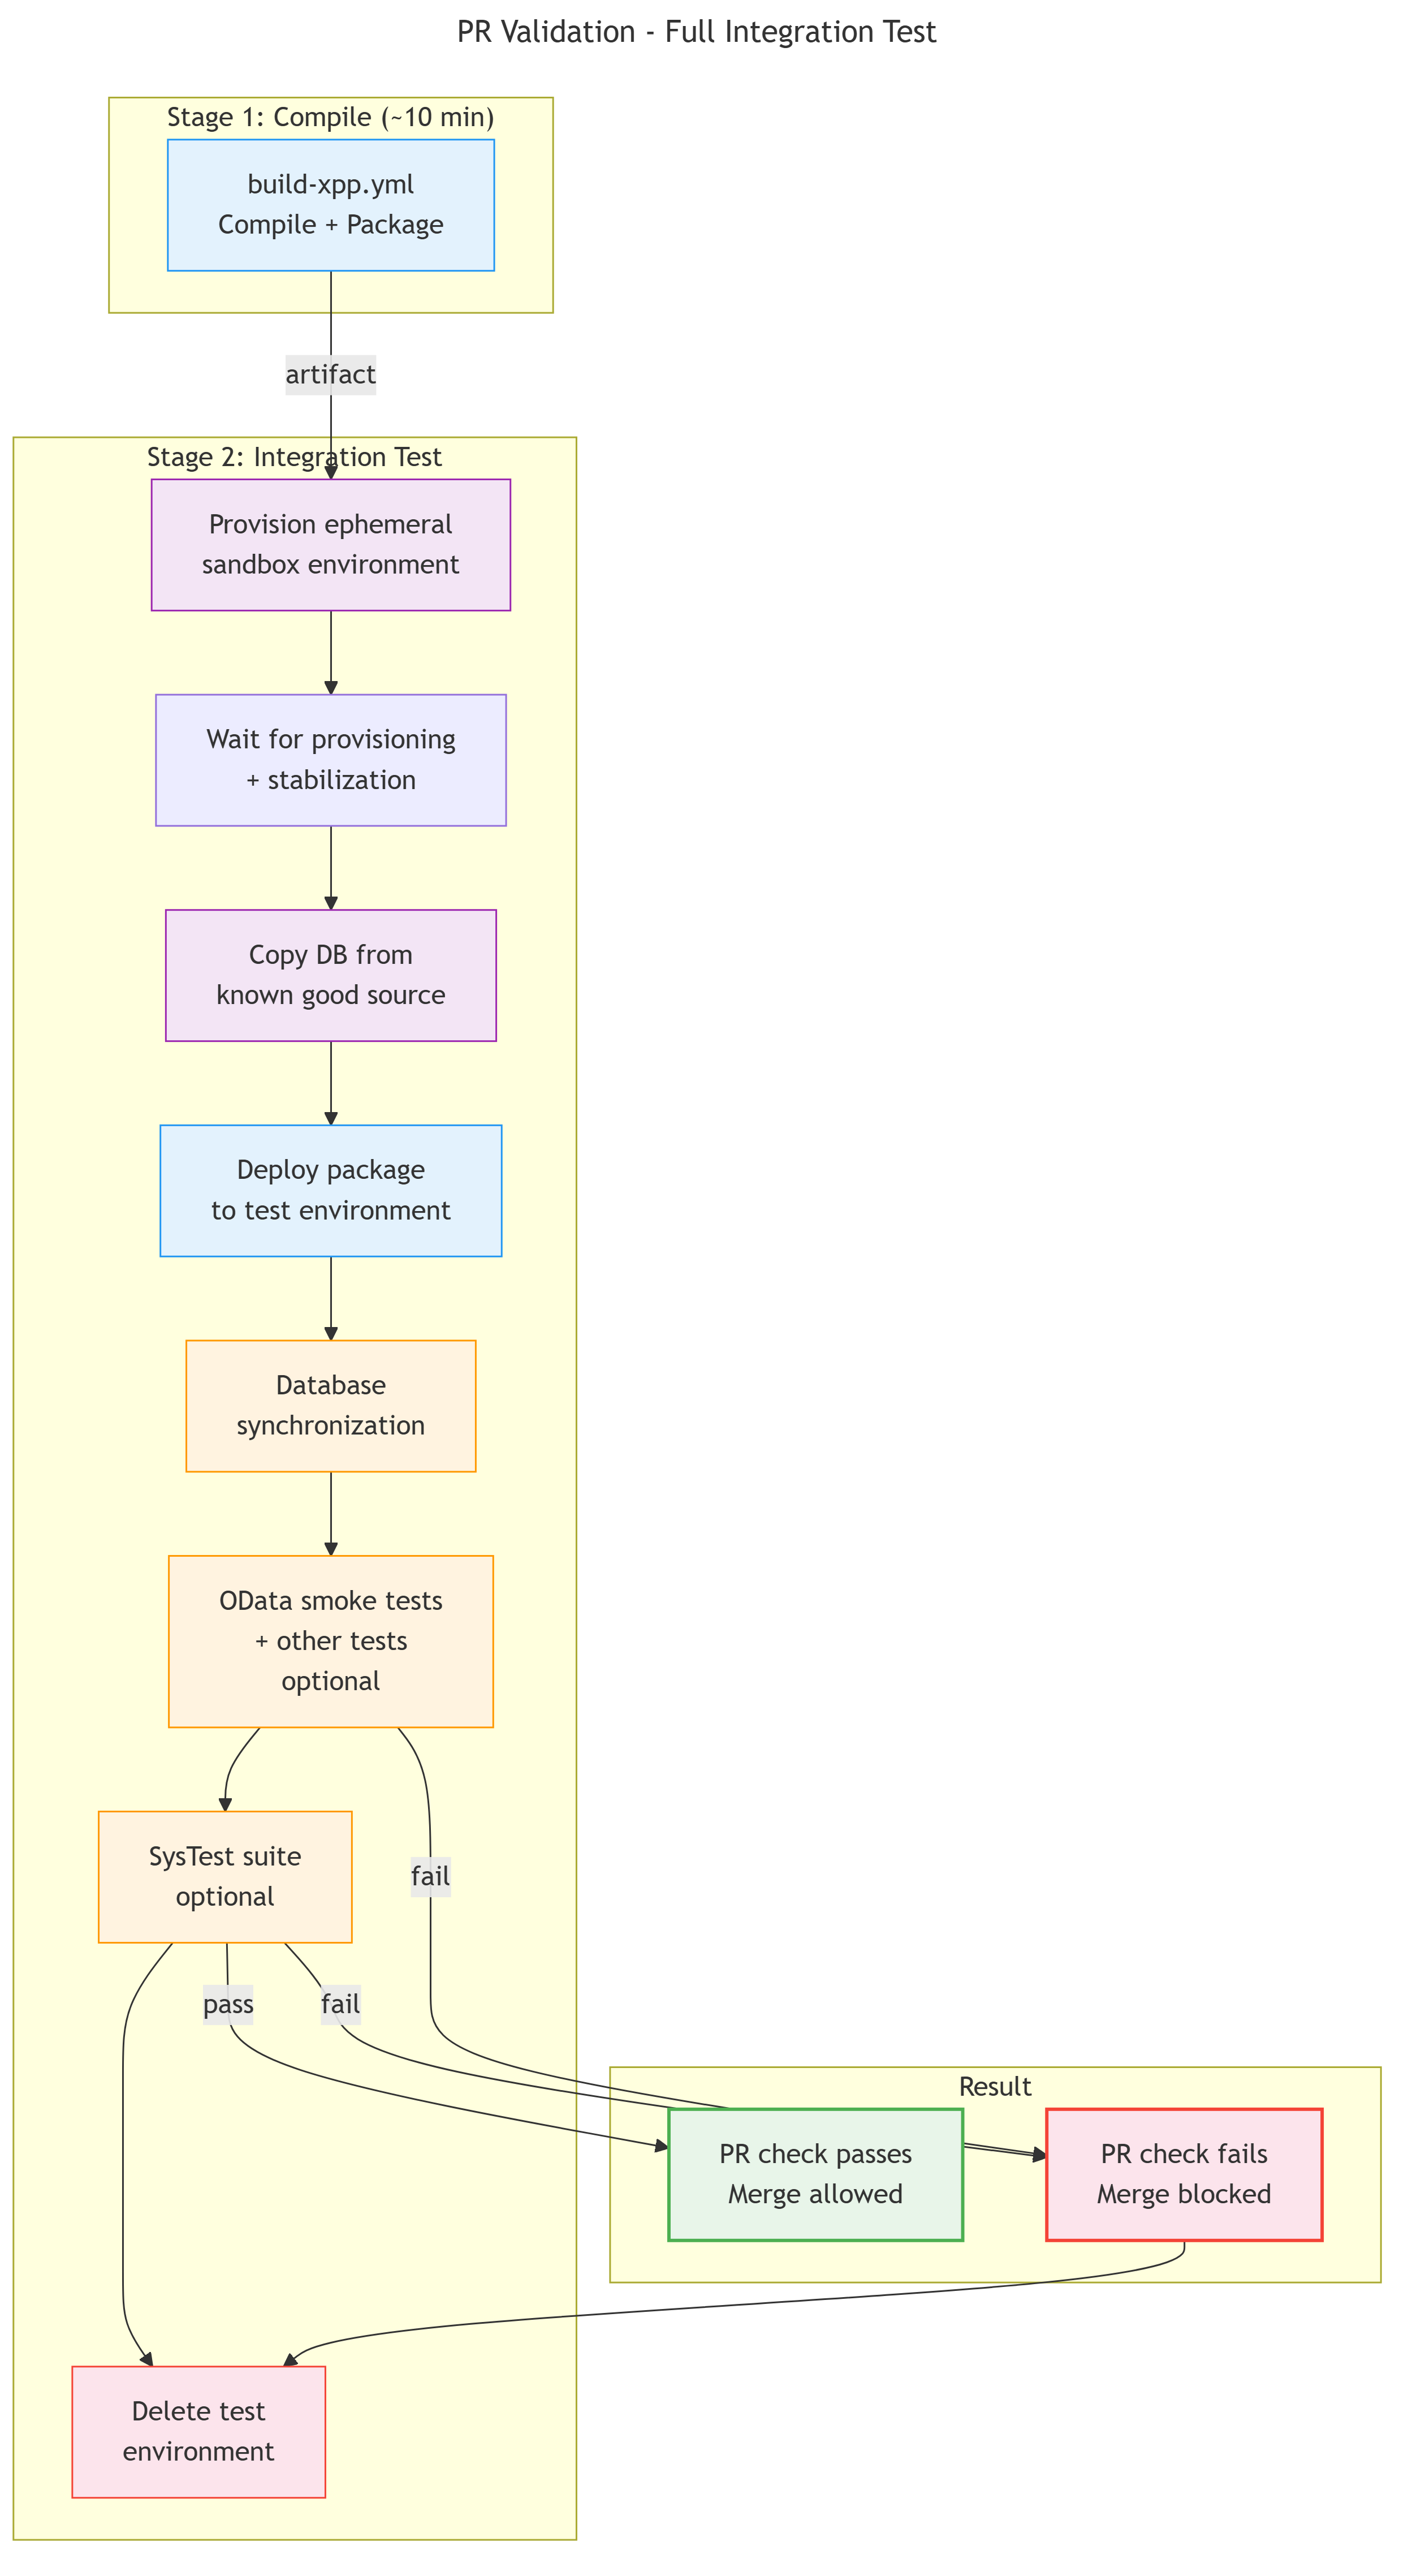 PR Validation - Full Integration Test
Stage 1: Compile (~10 min)
build-xpp.yml
Compile + Package
artifact
Stage 2: Integration Test
Provision ephemeral
sandbox environment
Wait for provisioning
+ stabilization
Copy DB from
known good source
Deploy package
to test environment
Database
synchronization
OData smoke tests
+ other tests
optional
SysTest suite
optional
fail
pass
fail
Result
PR check passes
Merge allowed
PR check fails
Merge blocked
Delete test
environment